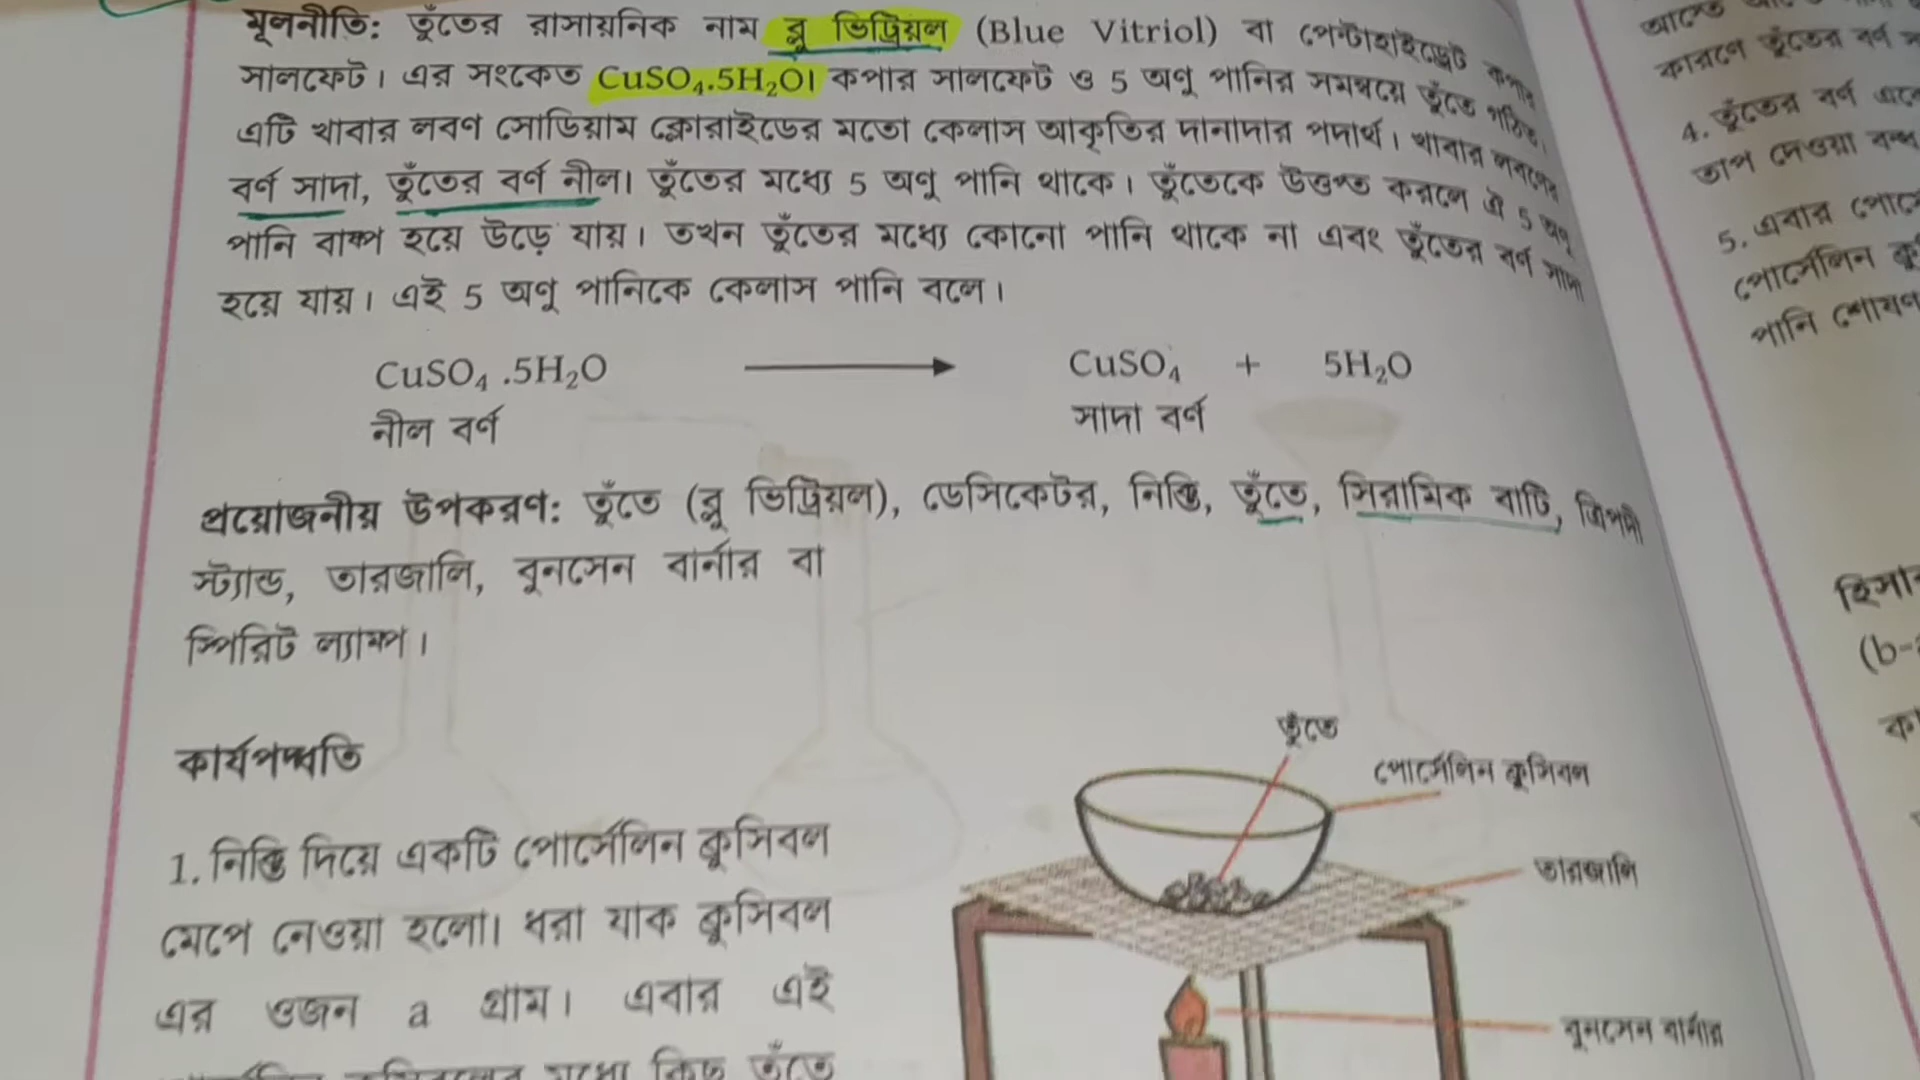 মূলনীতি: তুঁতের রাসায়নিক নাম ব্লু ভিট্রিয়ল (Blue Vitriol) বা পেন্টাহাইড্রেট কপার
সালফেট। এর সংকেত CuSO₄.5H₂O। কপার সালফেট ও 5 অণু পানির সমন্বয়ে তুঁতে গঠিত।
এটি খাবার লবণ সোডিয়াম ক্লোরাইডের মতো কেলাস আকৃতির দানাদার পদার্থ। খাবার লবণের
বর্ণ সাদা, তুঁতের বর্ণ নীল। তুঁতের মধ্যে 5 অণু পানি থাকে। তুঁতেকে উত্তপ্ত করলে ঐ 5 অণু
পানি বাষ্প হয়ে উড়ে যায়। তখন তুঁতের মধ্যে কোনো পানি থাকে না এবং তুঁতের বর্ণ সাদা
হয়ে যায়। এই 5 অণু পানিকে কেলাস পানি বলে।
CuSO₄ .5H₂O CuSO₄ + 5H₂O
নীল বর্ণ সাদা বর্ণ
প্রয়োজনীয় উপকরণ: তুঁতে (ব্লু ভিট্রিয়ল), ডেসিকেটর, নিক্তি, তুঁতে, সিরামিক বাটি, ত্রিপদী
স্ট্যান্ড, তারজালি, বুনসেন বার্নার বা
স্পিরিট ল্যাম্প।
কার্যপদ্ধতি
1. নিক্তি দিয়ে একটি পোর্সেলিন ক্রুসিবল
মেপে নেওয়া হলো। ধরা যাক ক্রুসিবল
এর ওজন a গ্রাম। এবার এই
তুঁতে
পোর্সেলিন ক্রুসিবল
তারজালি
বুনসেন বার্নার
কারণে তুঁতের বর্ণ
4. তুঁতের বর্ণ
তাপ দেওয়া বন্ধ
5. এবার
পোর্সেলিন
পানি
(b-